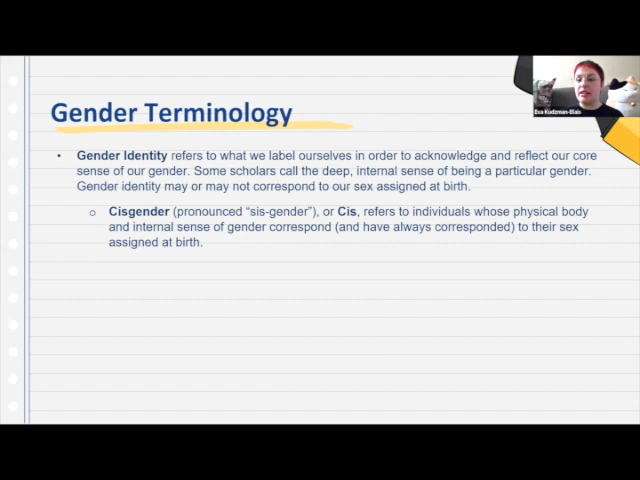 Eva Kudzman-Blais
Gender Terminology
• Gender Identity refers to what we label ourselves in order to acknowledge and reflect our core
sense of our gender. Some scholars call the deep, internal sense of being a particular gender.
Gender identity may or may not correspond to our sex assigned at birth.
o Cisgender (pronounced “sis-gender”), or Cis, refers to individuals whose physical body
and internal sense of gender correspond (and have always corresponded) to their sex
assigned at birth.